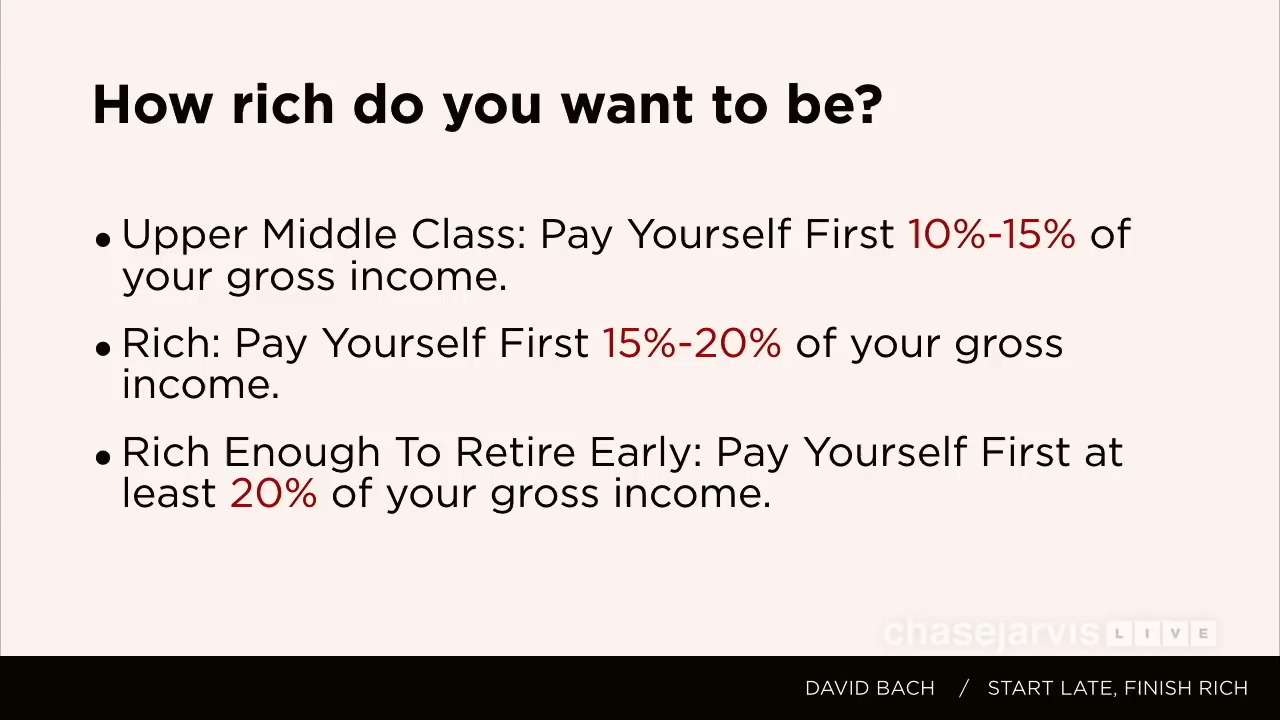 How rich do you want to be?
• Upper Middle Class: Pay Yourself First 10%-15% of
your gross income.
• Rich: Pay Yourself First 15%-20% of your gross
income.
• Rich Enough To Retire Early: Pay Yourself First at
least 20% of your gross income.
chasejarvis LIVE
DAVID BACH / START LATE, FINISH RICH